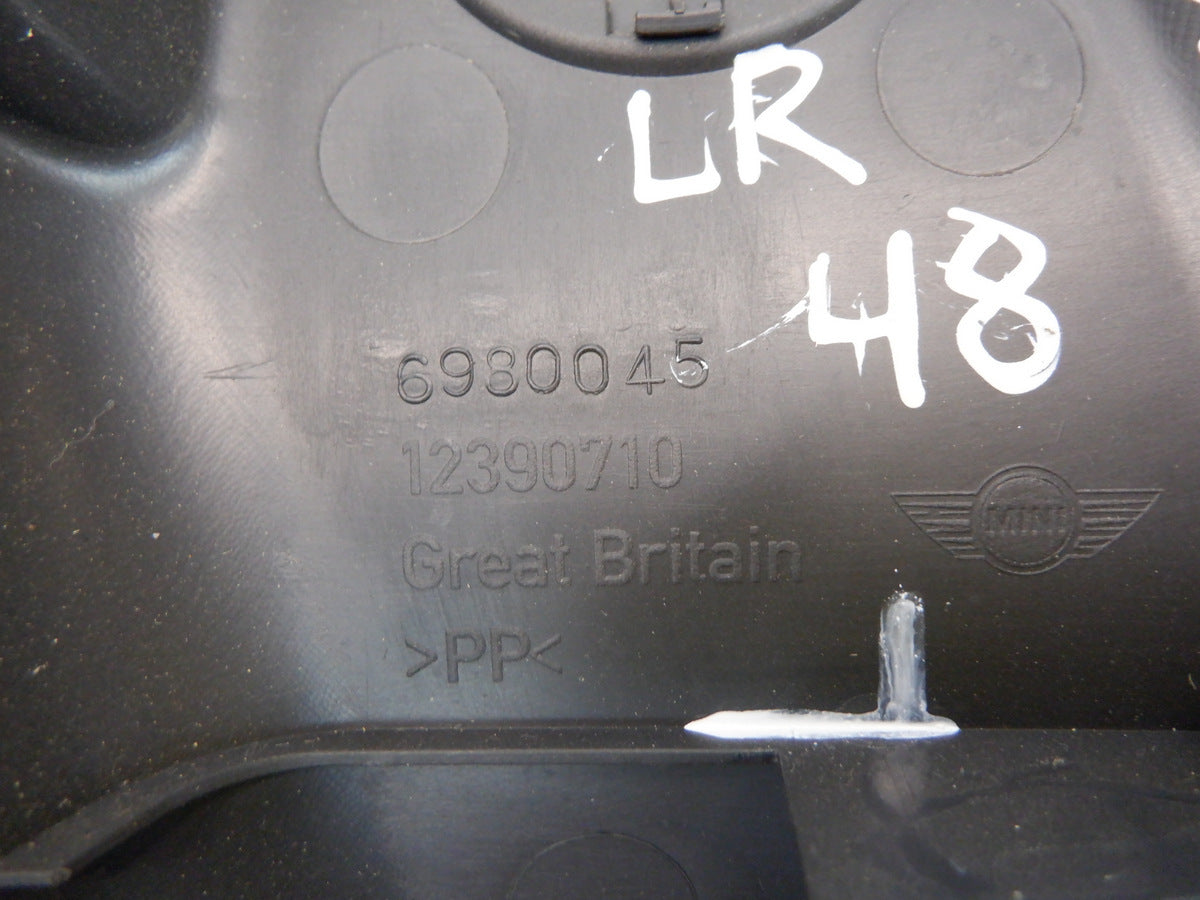 LR
48
6980045
12390710
Great Britain
MINI
>PP<